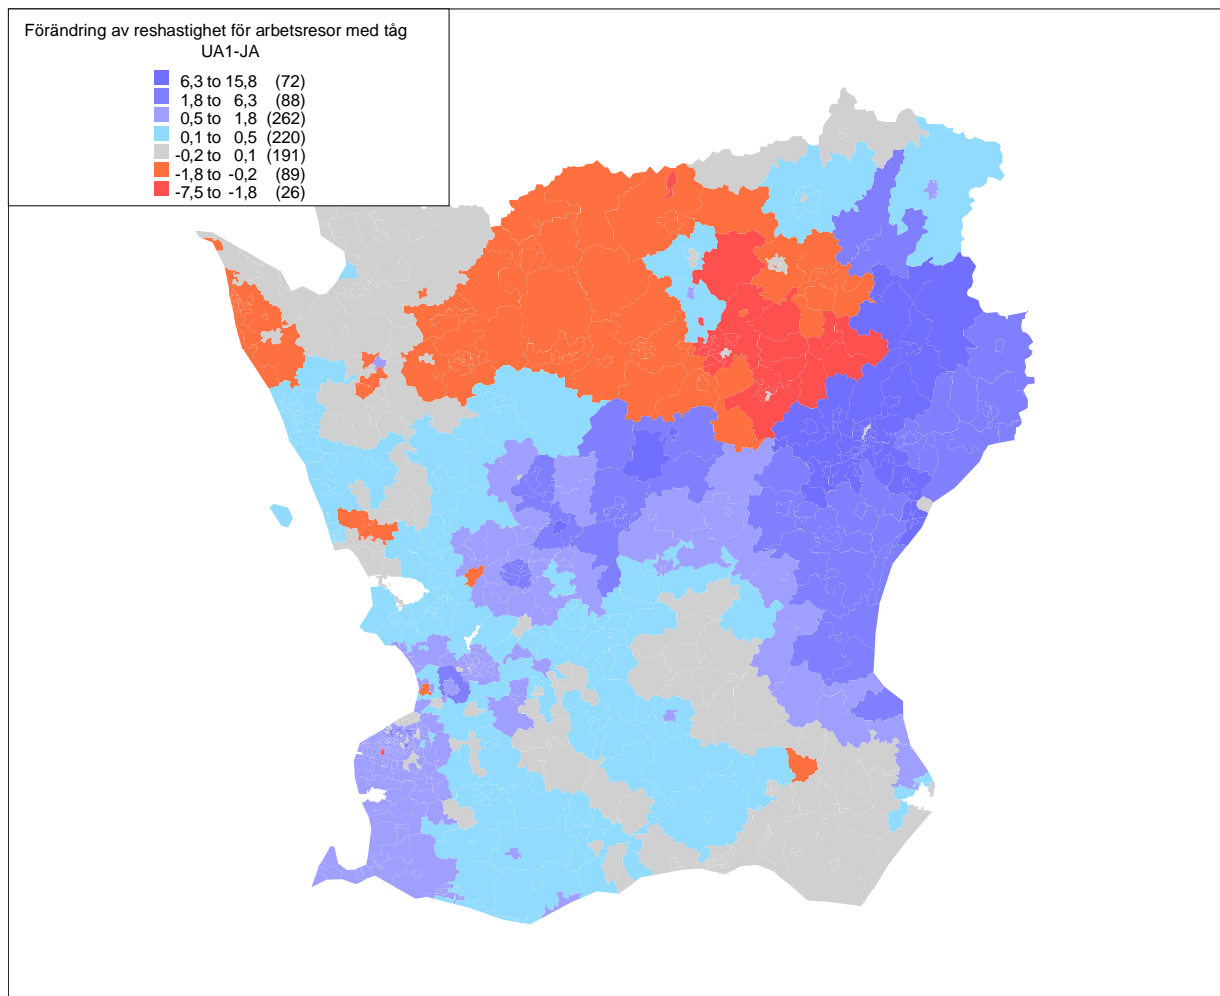 Förändring av reshastighet för arbetsresor med tåg
UA1-JA
6,3 to 15,8 (72)
1,8 to 6,3 (88)
0,5 to 1,8 (262)
0,1 to 0,5 (220)
-0,2 to 0,1 (191)
-1,8 to -0,2 (89)
-7,5 to -1,8 (26)